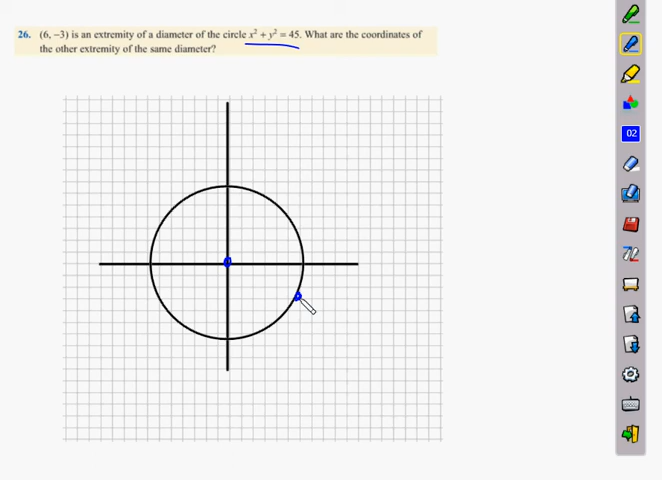 26. (6, −3) is an extremity of a diameter of the circle x² + y² = 45. What are the coordinates of
the other extremity of the same diameter?
02